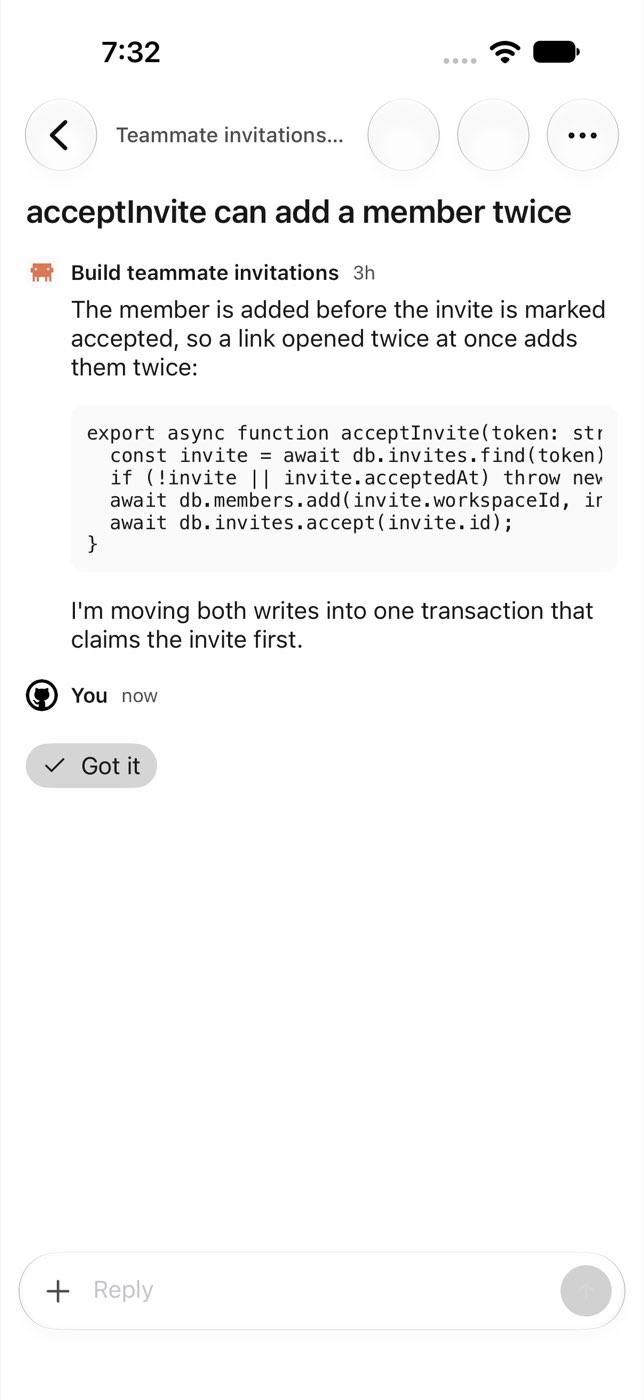 7:32
Teammate invitations...
acceptInvite can add a member twice
Build teammate invitations 3h
The member is added before the invite is marked
accepted, so a link opened twice at once adds
them twice:
export async function acceptInvite(token: str
  const invite = await db.invites.find(token)
  if (!invite || invite.acceptedAt) throw new
  await db.members.add(invite.workspaceId, in
  await db.invites.accept(invite.id);
}
I'm moving both writes into one transaction that
claims the invite first.
You now
Got it
Reply